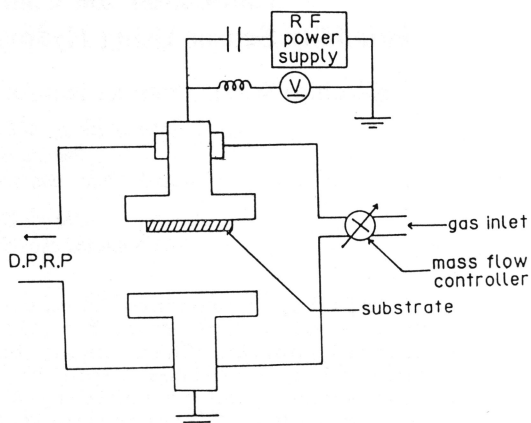 R F
power
supply
V
gas inlet
mass flow
controller
D.P,R.P
substrate